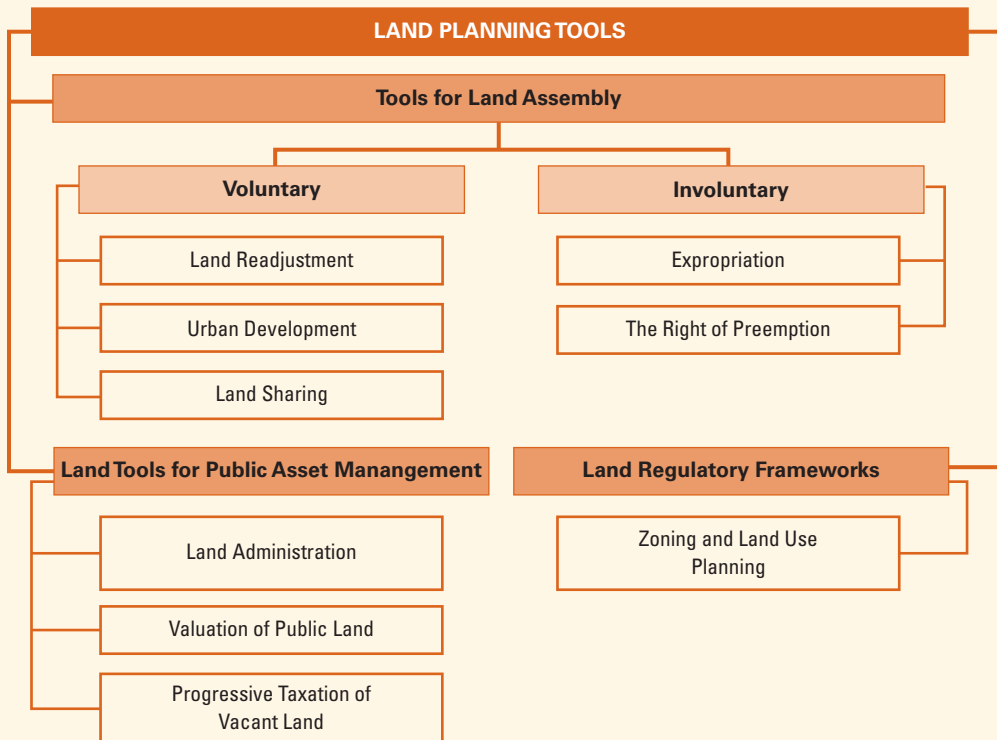 LAND PLANNING TOOLS
Tools for Land Assembly
Voluntary
Land Readjustment
Urban Development
Land Sharing
Involuntary
Expropriation
The Right of Preemption
Land Tools for Public Asset Manangement
Land Administration
Valuation of Public Land
Progressive Taxation of
Vacant Land
Land Regulatory Frameworks
Zoning and Land Use
Planning